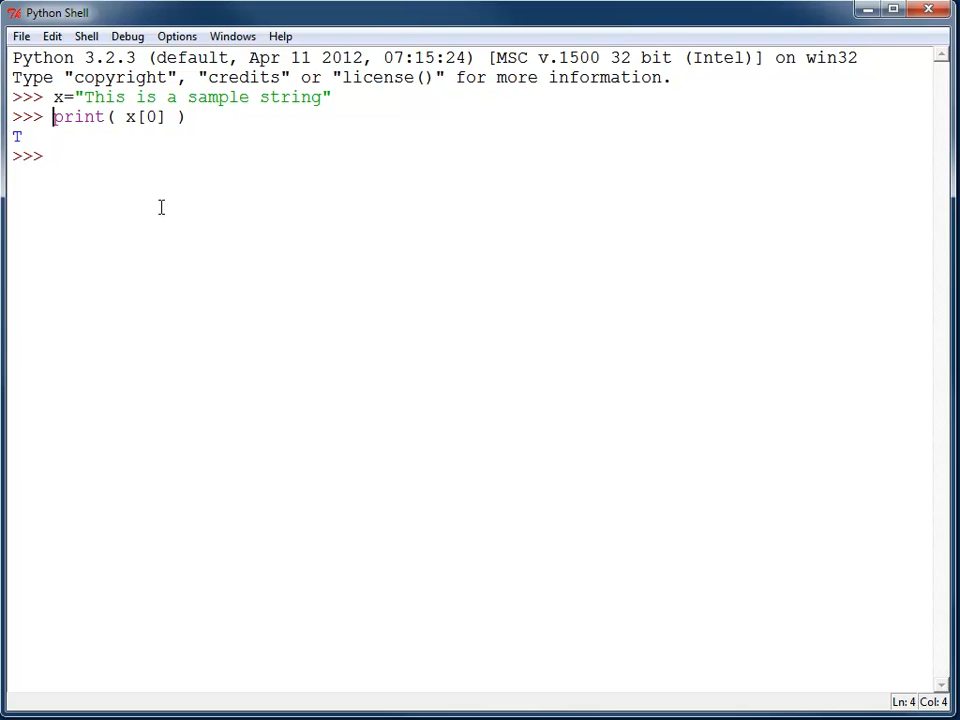 Python Shell
File Edit Shell Debug Options Windows Help
Python 3.2.3 (default, Apr 11 2012, 07:15:24) [MSC v.1500 32 bit (Intel)] on win32
Type "copyright", "credits" or "license()" for more information.
>>> x="This is a sample string"
>>> print( x[0] )
T
>>>
Ln: 4 Col: 4